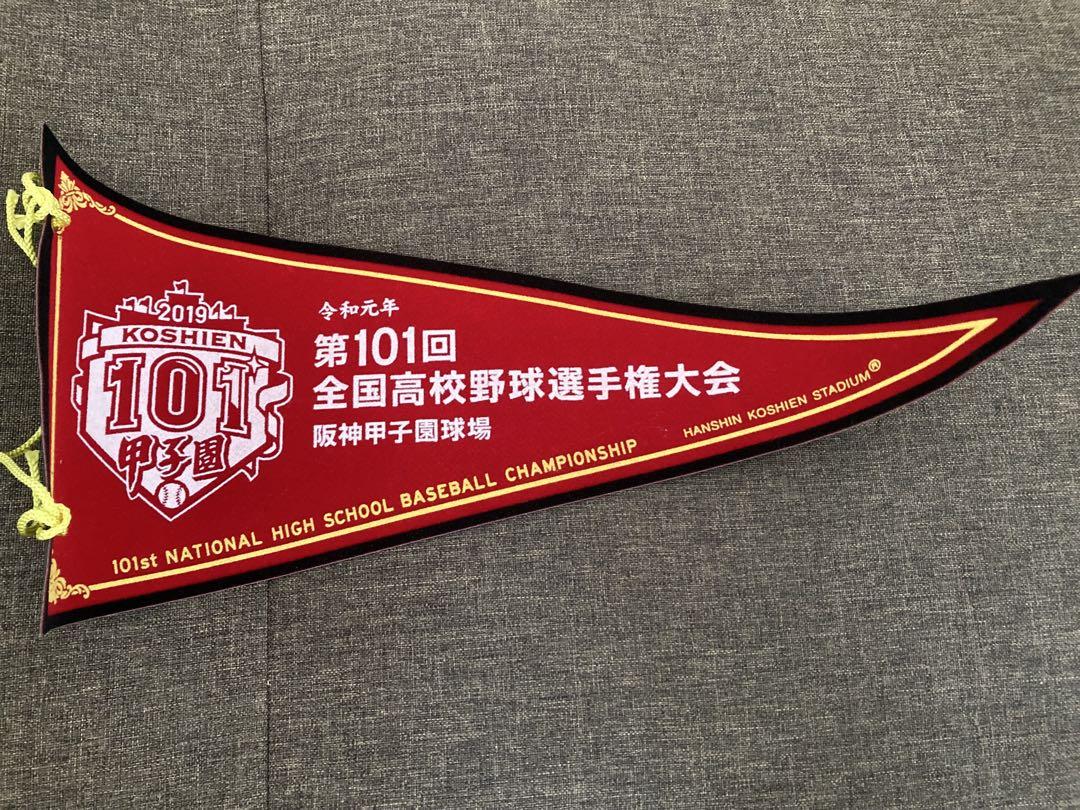 2019
KOSHIEN
101
甲子園
令和元年
第101回
全国高校野球選手権大会
阪神甲子園球場
101st NATIONAL HIGH SCHOOL BASEBALL CHAMPIONSHIP
HANSHIN KOSHIEN STADIUM®